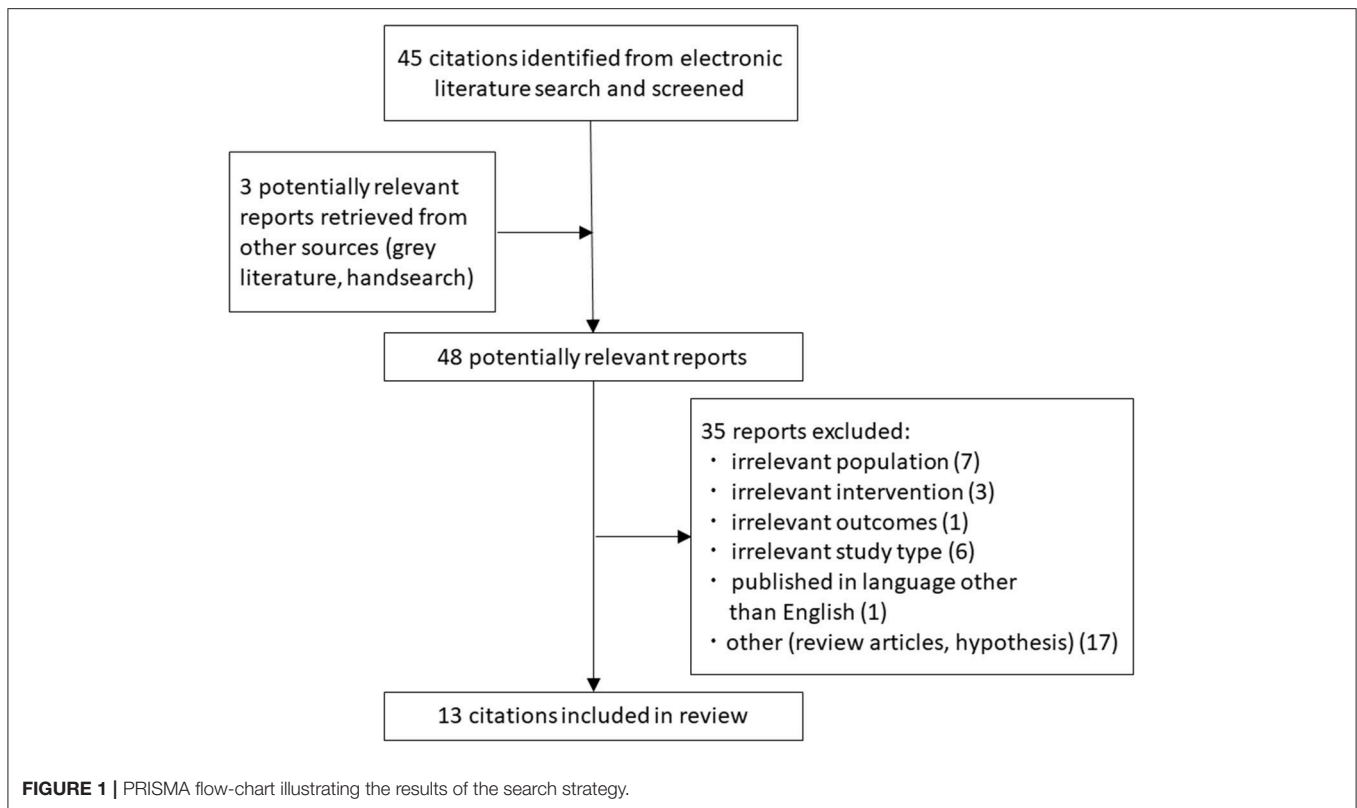 45 citations identified from electronic
literature search and screened
3 potentially relevant
reports retrieved from
other sources (grey
literature, handsearch)
48 potentially relevant reports
35 reports excluded:
· irrelevant population (7)
· irrelevant intervention (3)
· irrelevant outcomes (1)
· irrelevant study type (6)
· published in language other
than English (1)
· other (review articles, hypothesis) (17)
13 citations included in review
FIGURE 1 | PRISMA flow-chart illustrating the results of the search strategy.